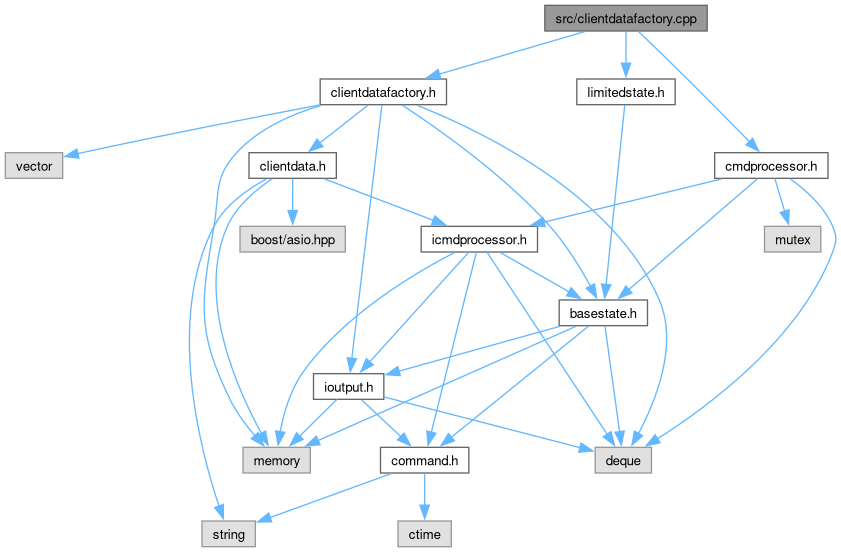 src/clientdatafactory.cpp
clientdatafactory.h
limitedstate.h
vector
clientdata.h
cmdprocessor.h
boost/asio.hpp
icmdprocessor.h
mutex
basestate.h
ioutput.h
memory
command.h
deque
string
ctime